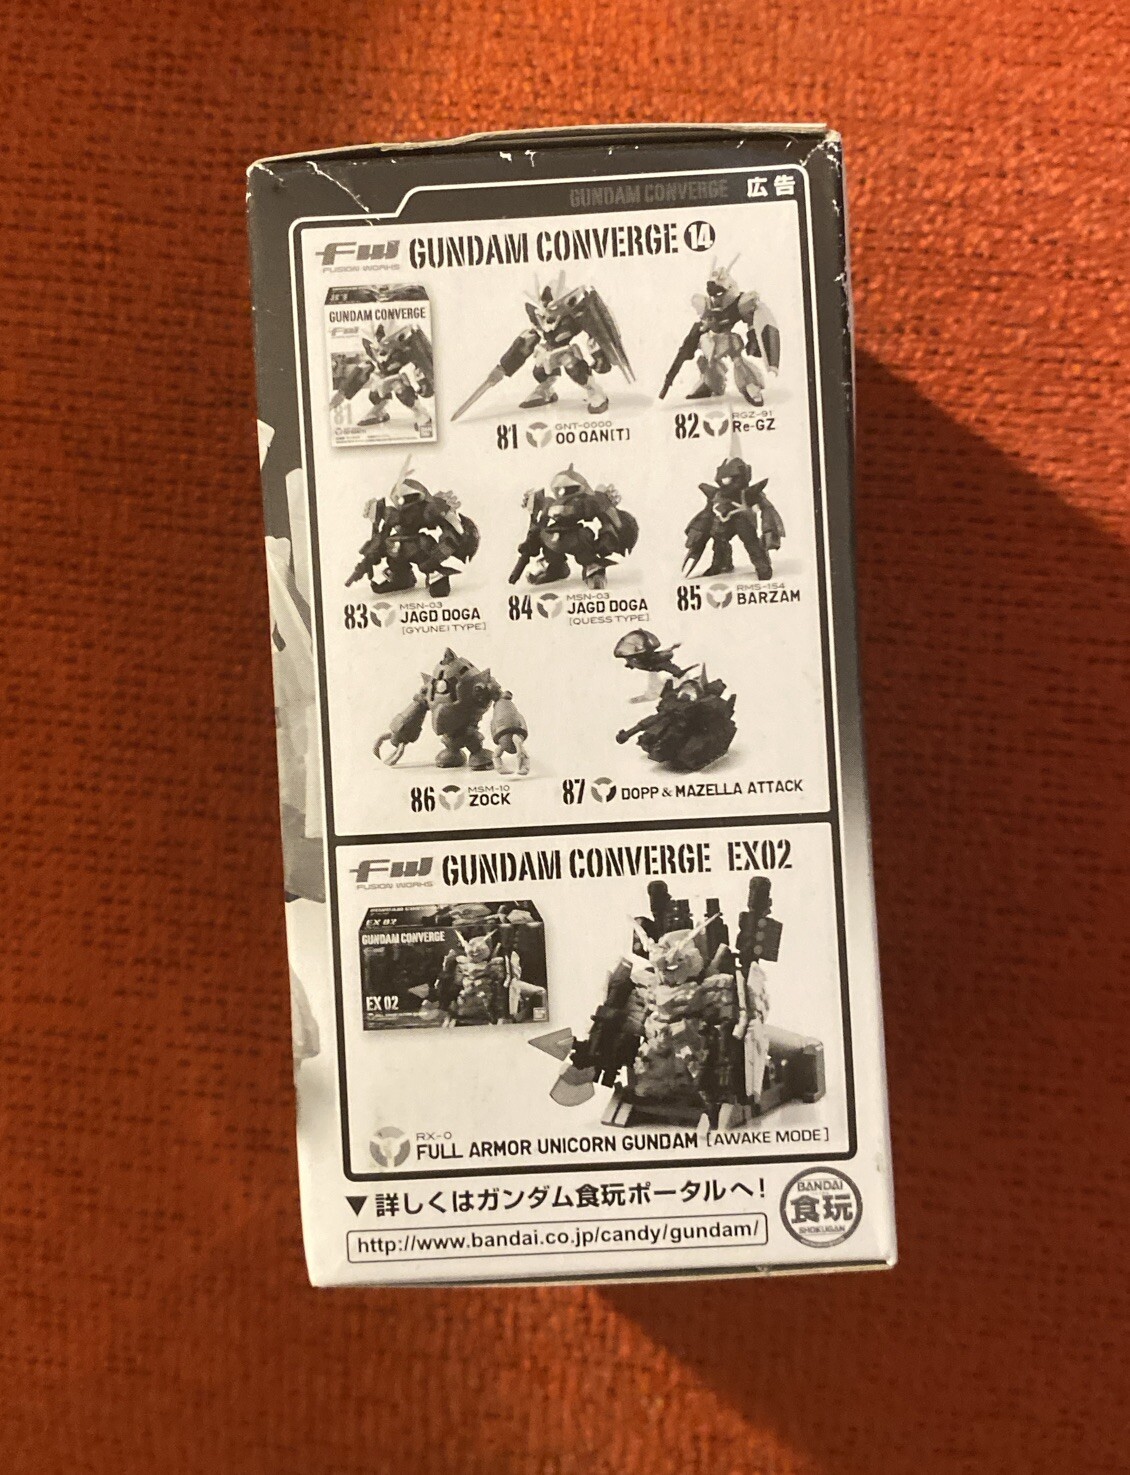 GUNDAM CONVERGE 広告
FW GUNDAM CONVERGE 14
FUSION WORKS
GUNDAM CONVERGE
FW
81
81 GNT-0000
OO QAN[T]
82 RGZ-91
Re-GZ
83 MSN-03
JAGD DOGA
[GYUNEI TYPE]
84 MSN-03
JAGD DOGA
[QUESS TYPE]
85 RMS-154
BARZAM
86 MSM-10
ZOCK
87 DOPP & MAZELLA ATTACK
FW GUNDAM CONVERGE EX02
FUSION WORKS
EX 02
GUNDAM CONVERGE
EX 02
RX-0
FULL ARMOR UNICORN GUNDAM [AWAKE MODE]
▼詳しくはガンダム食玩ポータルへ!
http://www.bandai.co.jp/candy/gundam/
BANDAI
食玩
SHOKUGAN